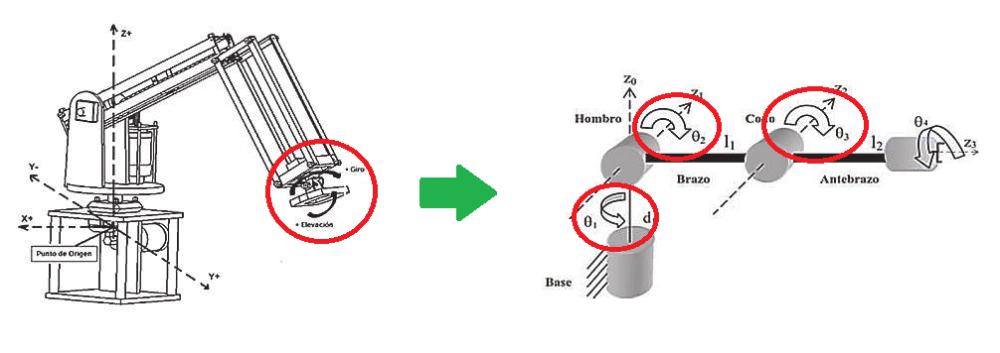 Z+
Y-
X+
Punto de Origen
Y+
+ Giro
+ Elevación
Z0
Hombro
Z1
θ2
l1
Brazo
Codo
Z2
θ3
l2
Antebrazo
θ4
Z3
θ1
d
Base